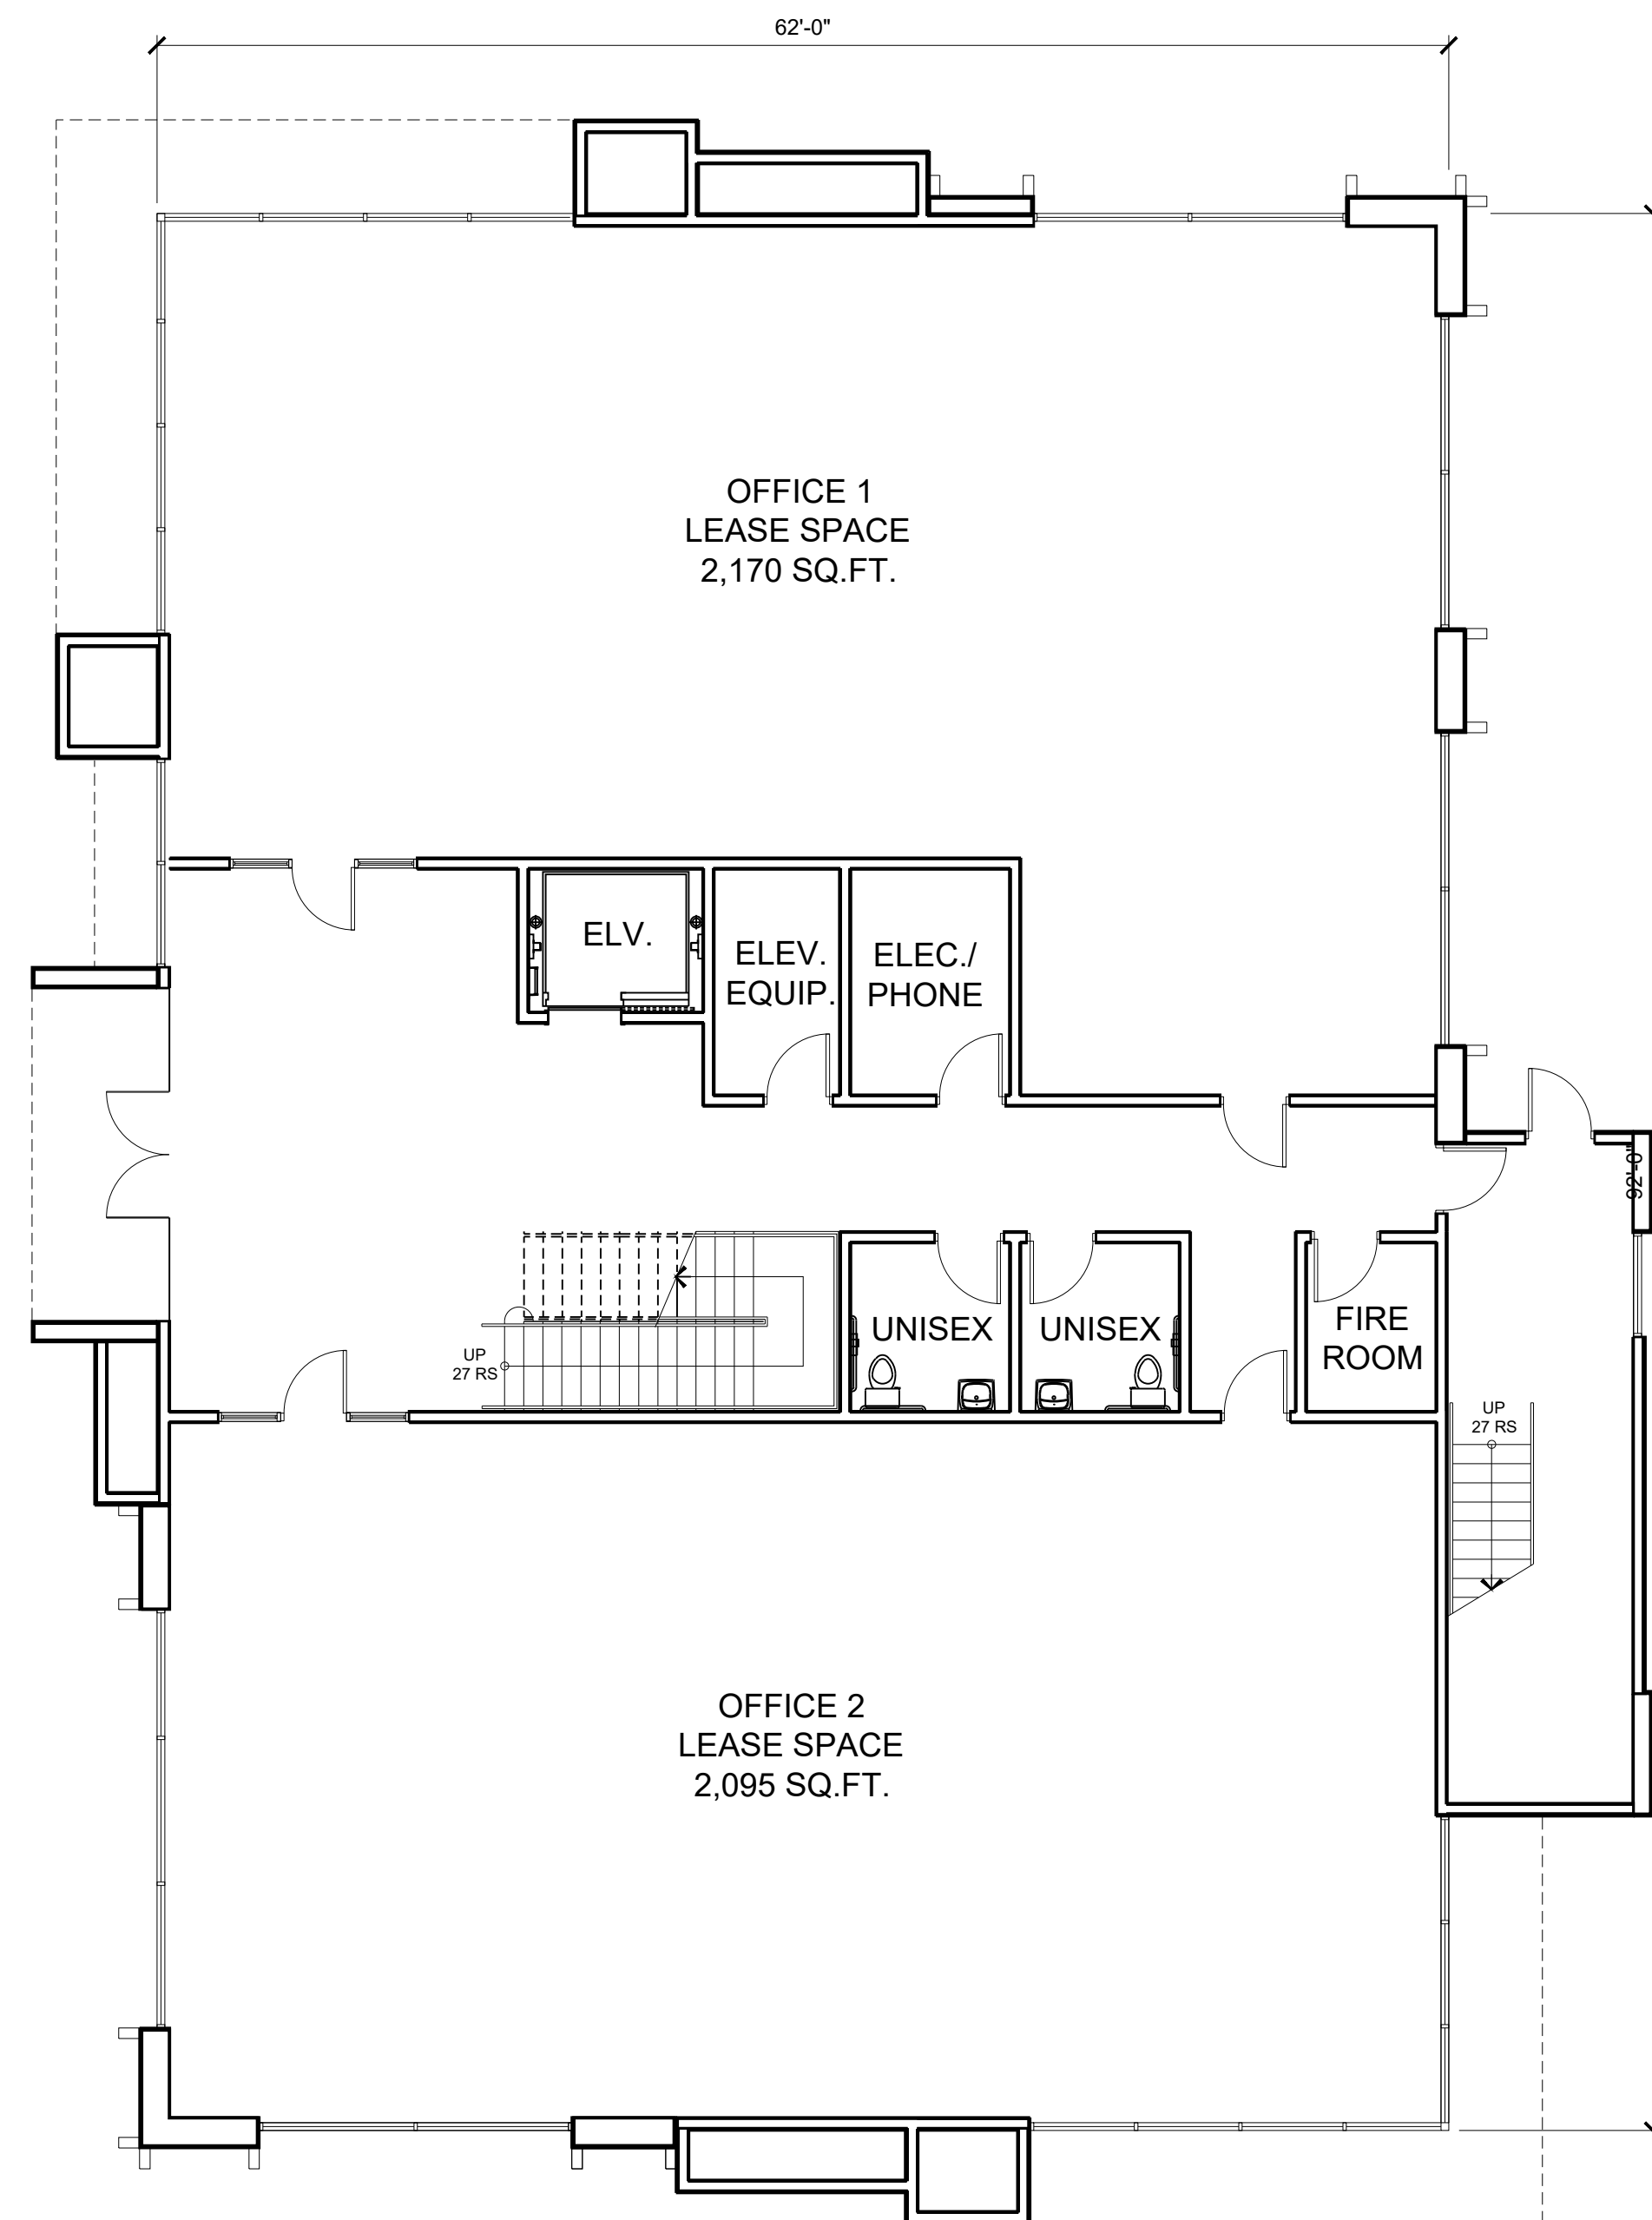 62'-0"
OFFICE 1
LEASE SPACE
2,170 SQ.FT.
ELV.
ELEV.
EQUIP.
ELEC./
PHONE
92'-0"
UNISEX
UNISEX
FIRE
ROOM
UP
27 RS
UP
27 RS
OFFICE 2
LEASE SPACE
2,095 SQ.FT.